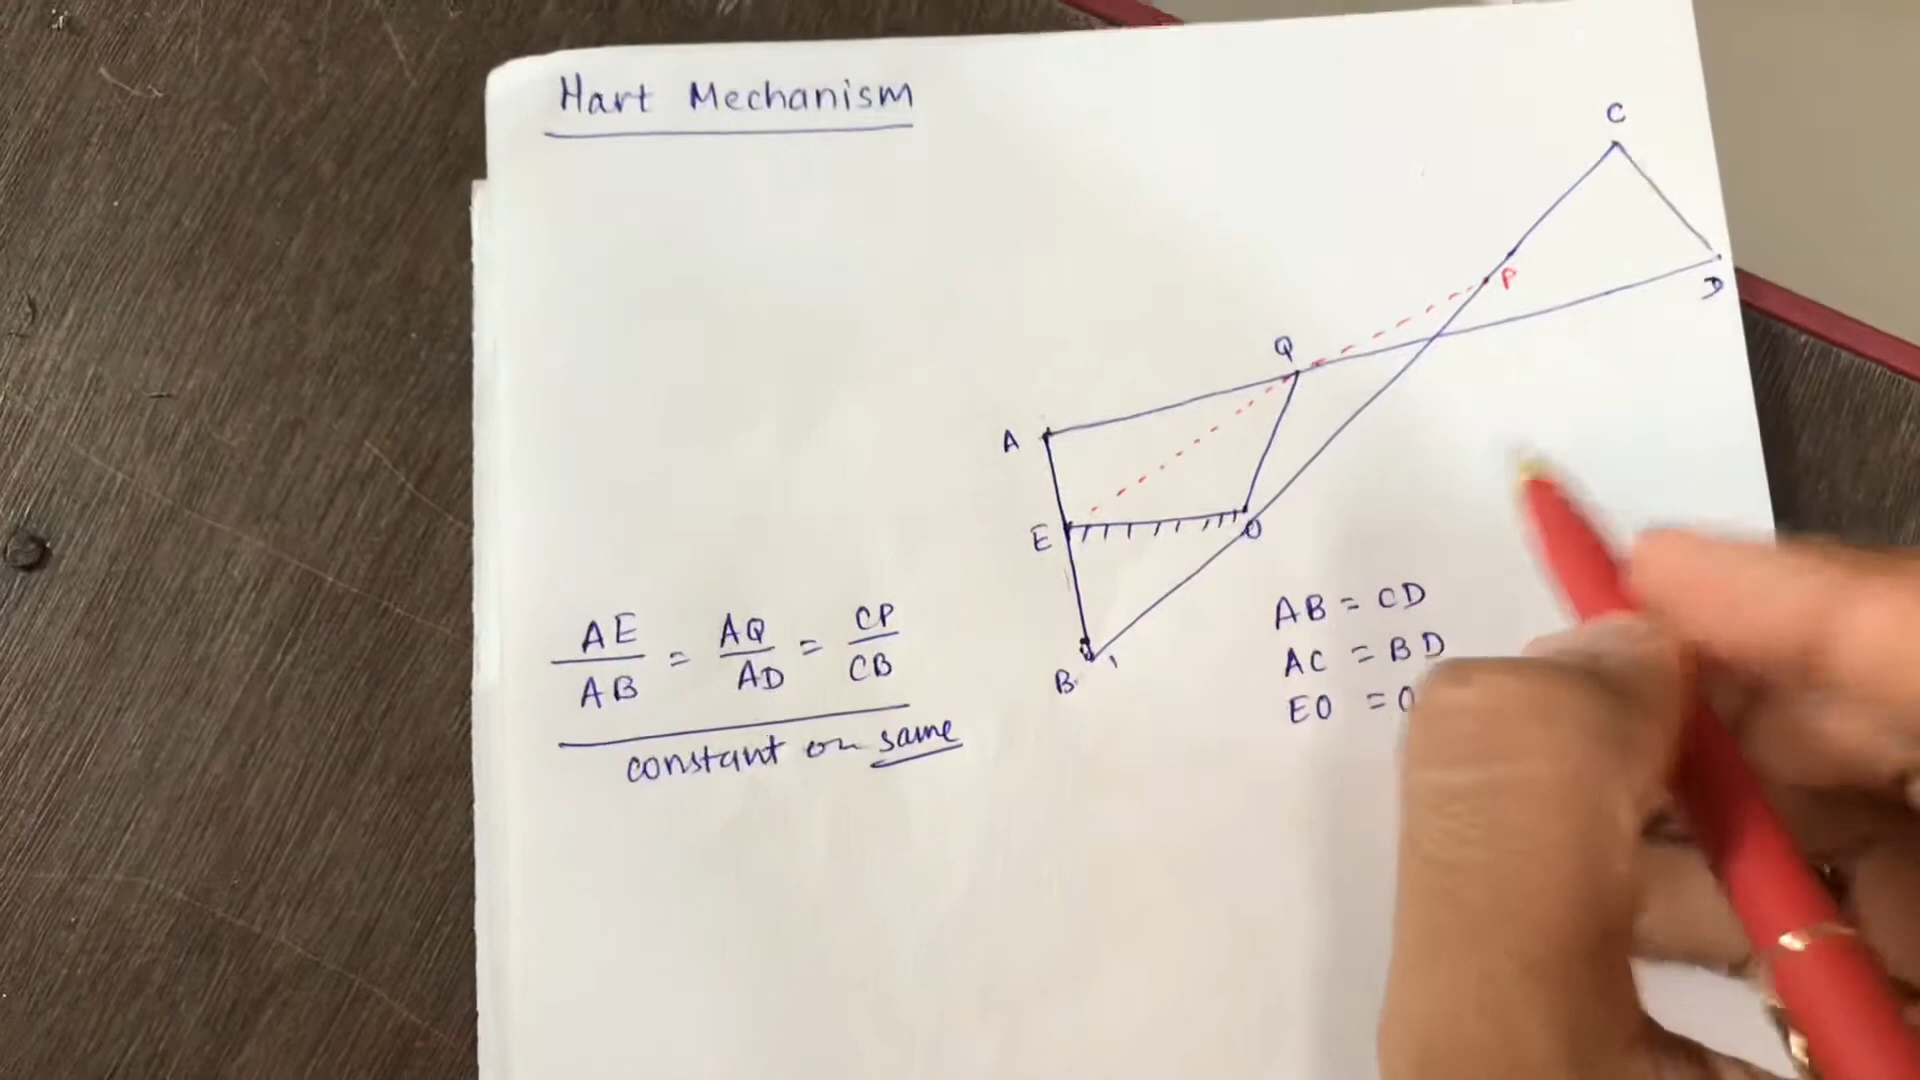 Hart Mechanism
C
P
D
Q
A
E
O
B
AE/AB = AQ/AD = CP/CB
constant or same
AB = CD
AC = BD
EO =